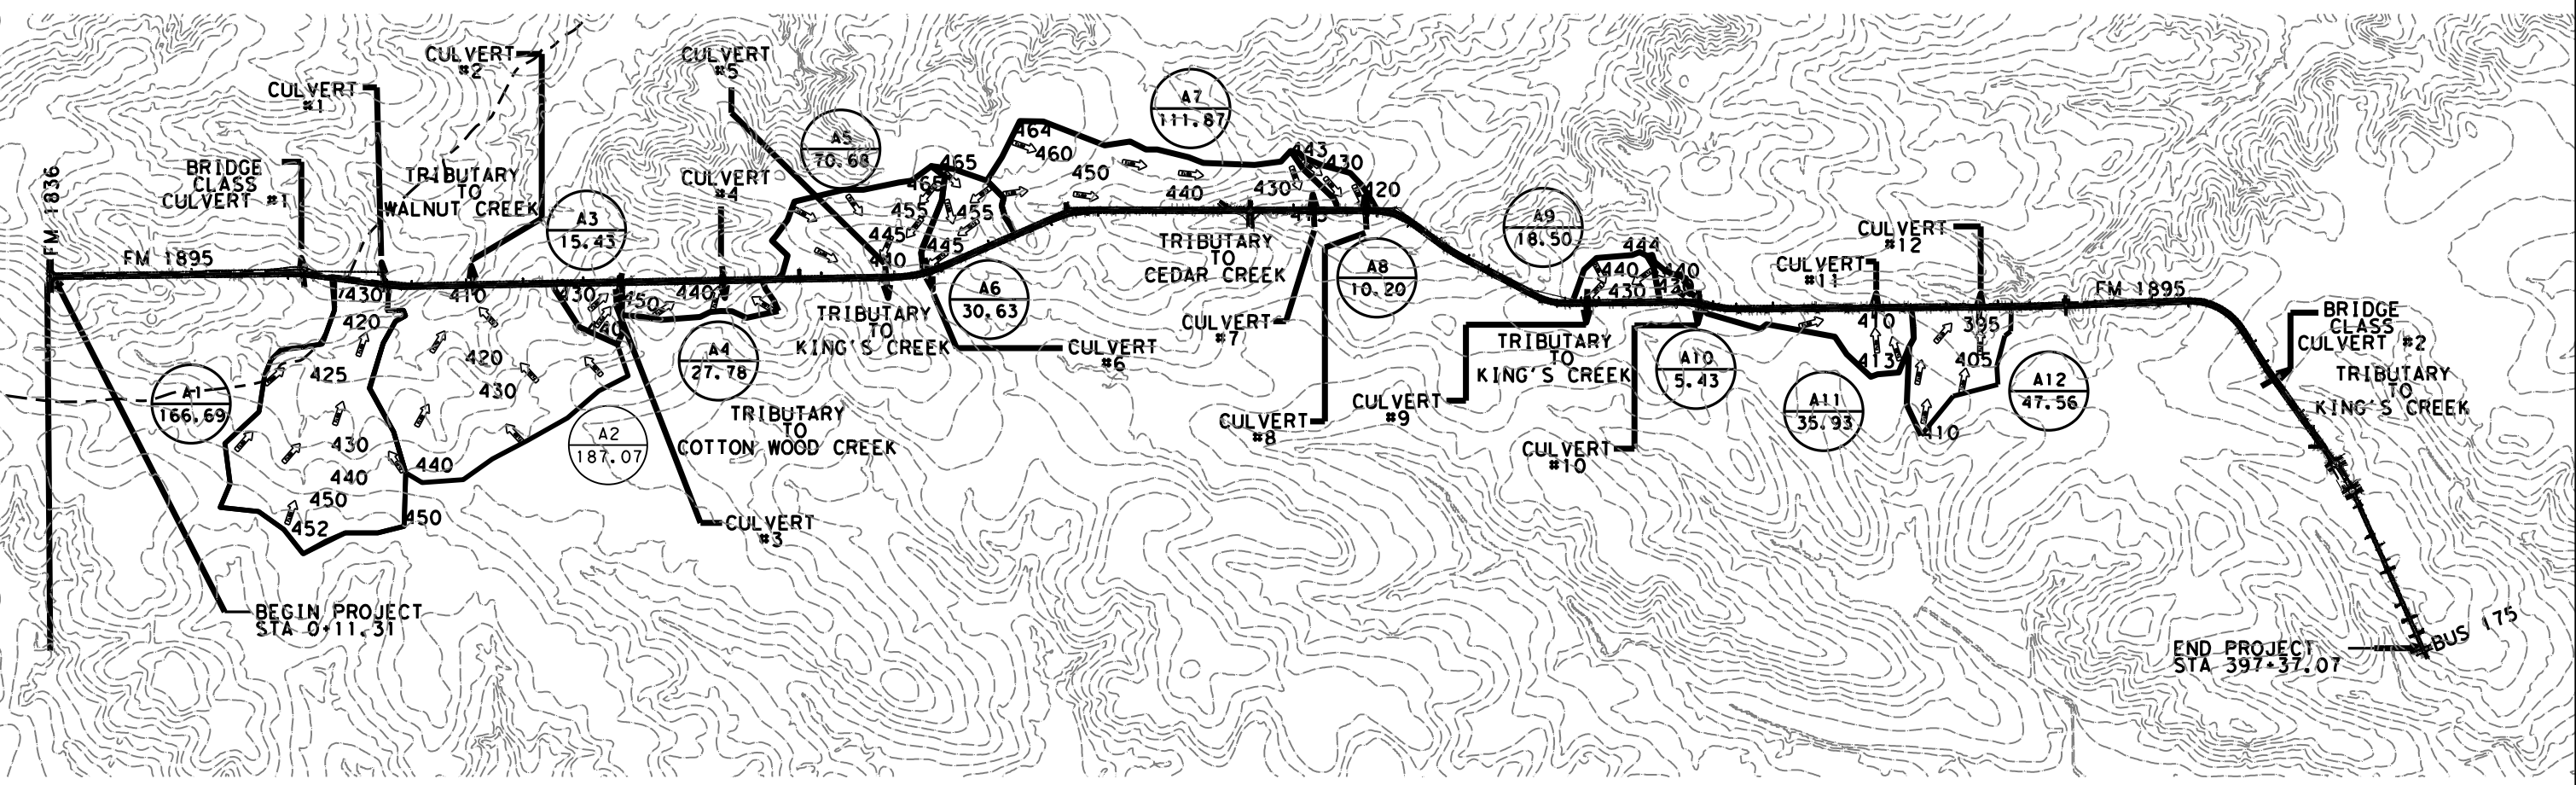 CULVERT
#2
CULVERT
#1
CULVERT
#5
A7
111.87
A5
70.68
464
460
450
440
430
443
430
420
465
465
455
455
445
445
410
415
FM 1836
BRIDGE
CLASS
CULVERT #1
TRIBUTARY
TO
WALNUT CREEK
A3
15.43
CULVERT
#4
FM 1895
TRIBUTARY
TO
CEDAR CREEK
A8
10.20
A9
18.50
444
440
440
430
430
CULVERT
#12
CULVERT
#11
FM 1895
430
420
425
430
440
450
452
450
440
410
420
430
430
440
450
440
A1
166.69
A2
187.07
A4
27.78
TRIBUTARY
TO
KING'S CREEK
A6
30.63
CULVERT
#6
CULVERT
#7
CULVERT
#8
CULVERT
#9
TRIBUTARY
TO
KING'S CREEK
A10
5.43
CULVERT
#10
410
413
A11
35.93
395
405
410
A12
47.56
BRIDGE
CLASS
CULVERT #2
TRIBUTARY
TO
KING'S CREEK
TRIBUTARY
TO
COTTON WOOD CREEK
CULVERT
#3
BEGIN PROJECT
STA 0+11.31
END PROJECT
STA 397+37.07
BUS 175